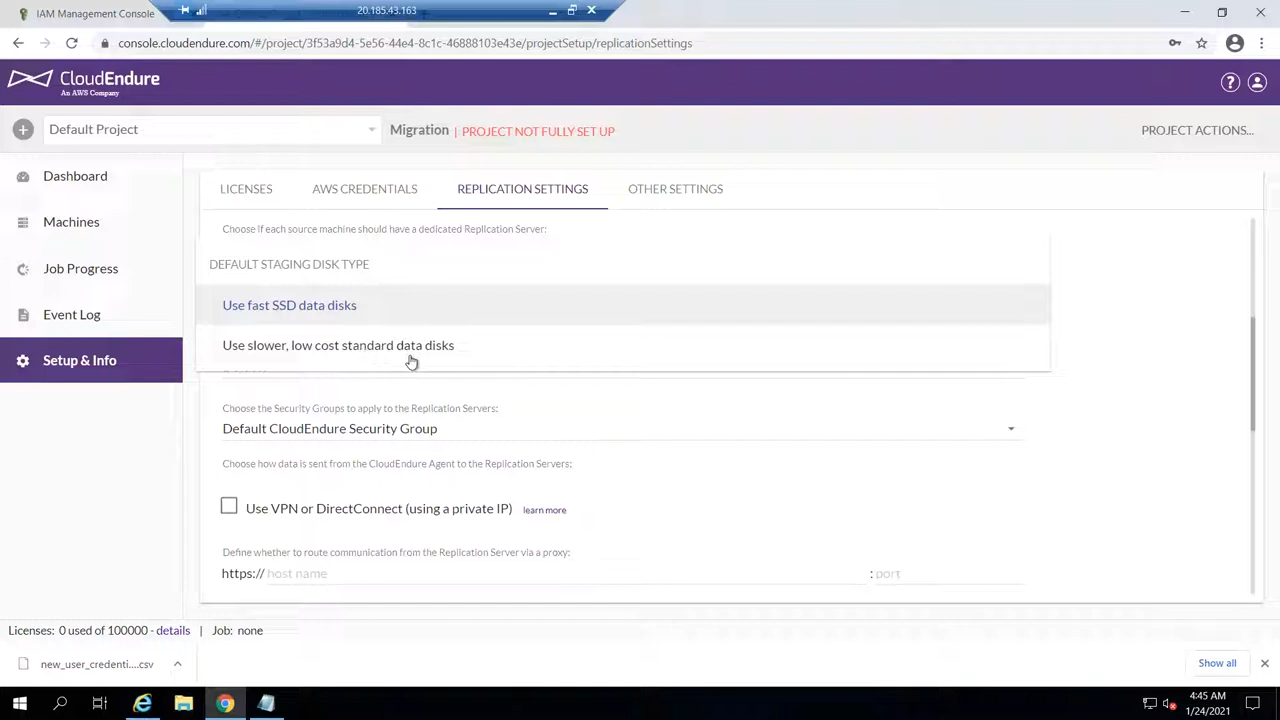 IAM Management Console
20.185.43.163
console.cloudendure.com/#/project/3f53a9d4-5e56-44e4-8c1c-46888103e43e/projectSetup/replicationSettings
CloudEndure
An AWS Company
Default Project
Migration | PROJECT NOT FULLY SET UP
PROJECT ACTIONS...
Dashboard
Machines
Job Progress
Event Log
Setup & Info
LICENSES
AWS CREDENTIALS
REPLICATION SETTINGS
OTHER SETTINGS
Choose if each source machine should have a dedicated Replication Server:
DEFAULT STAGING DISK TYPE
Use fast SSD data disks
Use slower, low cost standard data disks
Choose the Security Groups to apply to the Replication Servers:
Default CloudEndure Security Group
Choose how data is sent from the CloudEndure Agent to the Replication Servers:
Use VPN or DirectConnect (using a private IP) learn more
Define whether to route communication from the Replication Server via a proxy:
https:// host name : port
Licenses: 0 used of 100000 - details | Job: none
new_user_credenti....csv
Show all
4:45 AM
1/24/2021